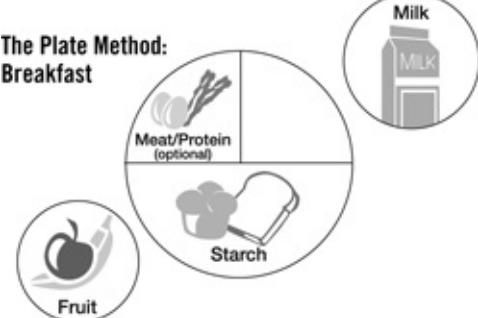 The Plate Method:
Breakfast
Milk
MILK
Meat/Protein
(optional)
Starch
Fruit